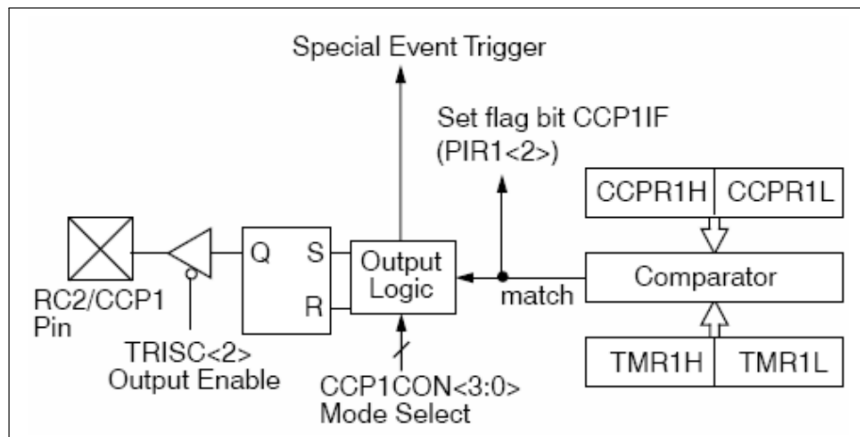 Special Event Trigger
Set flag bit CCP1IF
(PIR1<2>)
CCPR1H CCPR1L
Q S
R
Output
Logic
match
Comparator
RC2/CCP1
Pin
TRISC<2>
Output Enable
CCP1CON<3:0>
Mode Select
TMR1H TMR1L